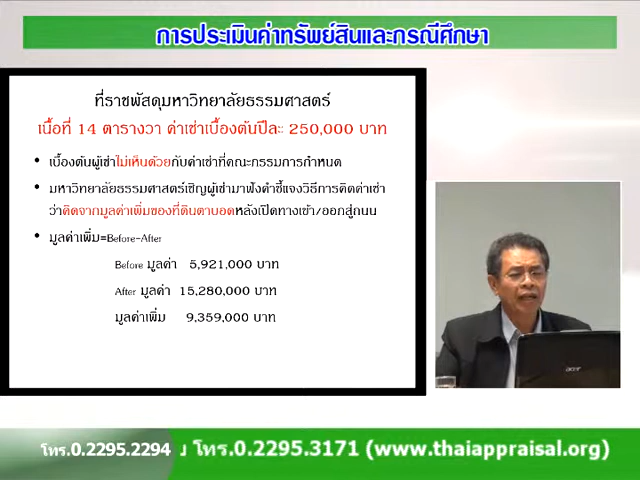 การประเมินค่าทรัพย์สินและกรณีศึกษา
ที่ราชพัสดุมหาวิทยาลัยธรรมศาสตร์
เนื้อที่ 14 ตารางวา ค่าเช่าเบื้องต้นปีละ 250,000 บาท
• เบื้องต้นผู้เช่าไม่เห็นด้วยกับค่าเช่าที่คณะกรรมการกำหนด
• มหาวิทยาลัยธรรมศาสตร์เชิญผู้เช่ามาฟังคำชี้แจงวิธีการคิดค่าเช่า
ว่าคิดจากมูลค่าเพิ่มของที่ดินตาบอดหลังเปิดทางเข้า/ออกสู่ถนน
• มูลค่าเพิ่ม=Before-After
Before มูลค่า 5,921,000 บาท
After มูลค่า 15,280,000 บาท
มูลค่าเพิ่ม 9,359,000 บาท
acer
โทร.0.2295.2294 โทร.0.2295.3171 (www.thaiappraisal.org)